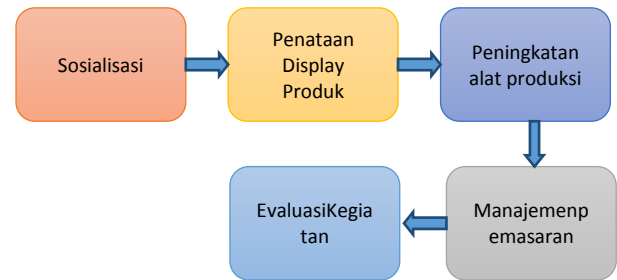 Sosialisasi
Penataan
Display
Produk
Peningkatan
alat produksi
Manajemenp
emasaran
EvaluasiKegia
tan